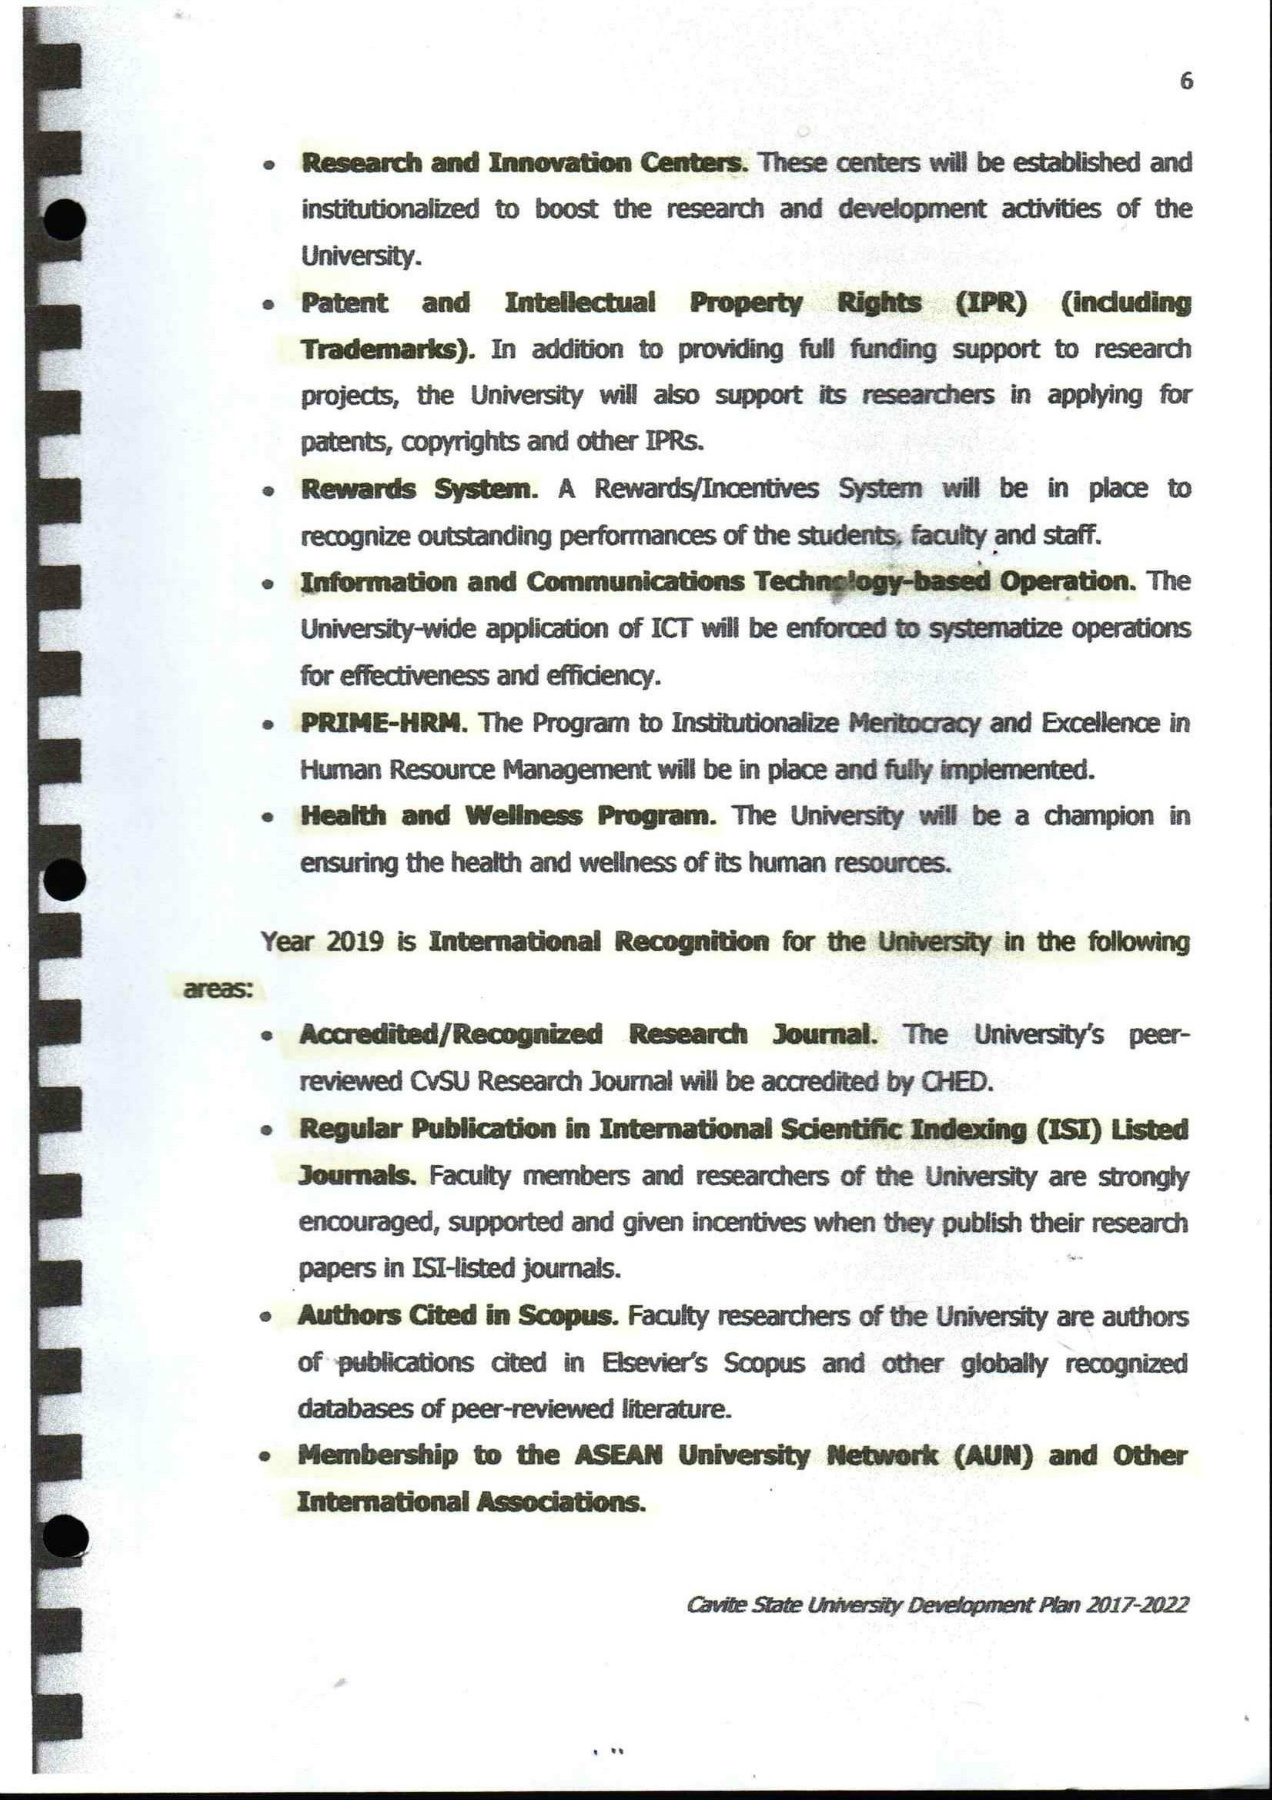 6
• Research and Innovation Centers. These centers will be established and
institutionalized to boost the research and development activities of the
University.
• Patent and Intellectual Property Rights (IPR) (including
Trademarks). In addition to providing full funding support to research
projects, the University will also support its researchers in applying for
patents, copyrights and other IPRs.
• Rewards System. A Rewards/Incentives System will be in place to
recognize outstanding performances of the students, faculty and staff.
• Information and Communications Technology-based Operation. The
University-wide application of ICT will be enforced to systematize operations
for effectiveness and efficiency.
• PRIME-HRM. The Program to Institutionalize Meritocracy and Excellence in
Human Resource Management will be in place and fully implemented.
• Health and Wellness Program. The University will be a champion in
ensuring the health and wellness of its human resources.
Year 2019 is International Recognition for the University in the following
areas:
• Accredited/Recognized Research Journal. The University's peer-
reviewed CvSU Research Journal will be accredited by CHED.
• Regular Publication in International Scientific Indexing (ISI) Listed
Journals. Faculty members and researchers of the University are strongly
encouraged, supported and given incentives when they publish their research
papers in ISI-listed journals.
• Authors Cited in Scopus. Faculty researchers of the University are authors
of publications cited in Elsevier's Scopus and other globally recognized
databases of peer-reviewed literature.
• Membership to the ASEAN University Network (AUN) and Other
International Associations.
Cavite State University Development Plan 2017-2022